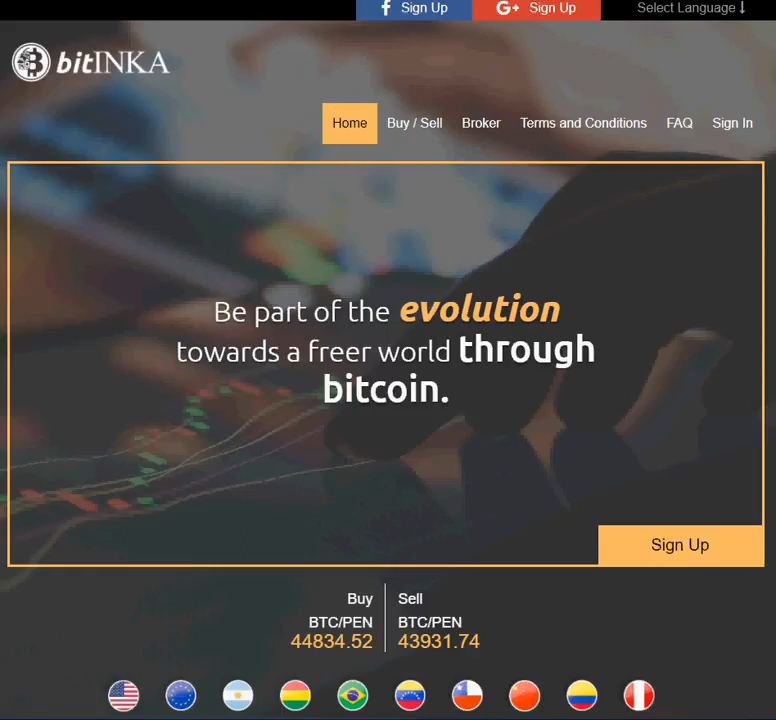 Sign Up
Sign Up
Select Language
bitINKA
Home
Buy / Sell
Broker
Terms and Conditions
FAQ
Sign In
Be part of the evolution
towards a freer world through
bitcoin.
Sign Up
Buy
Sell
BTC/PEN
BTC/PEN
44834.52
43931.74